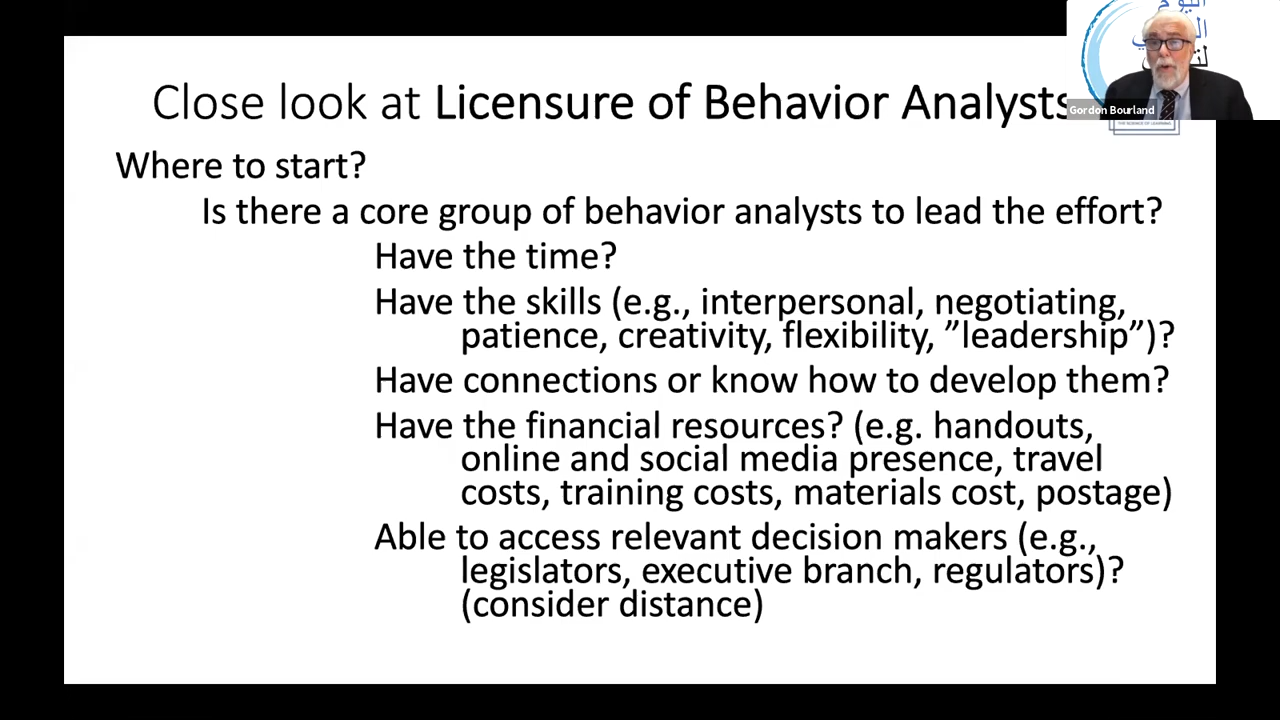 Close look at Licensure of Behavior Analysts
Where to start?
Is there a core group of behavior analysts to lead the effort?
Have the time?
Have the skills (e.g., interpersonal, negotiating,
patience, creativity, flexibility, ”leadership”)?
Have connections or know how to develop them?
Have the financial resources? (e.g. handouts,
online and social media presence, travel
costs, training costs, materials cost, postage)
Able to access relevant decision makers (e.g.,
legislators, executive branch, regulators)?
(consider distance)
Gordon Bourland